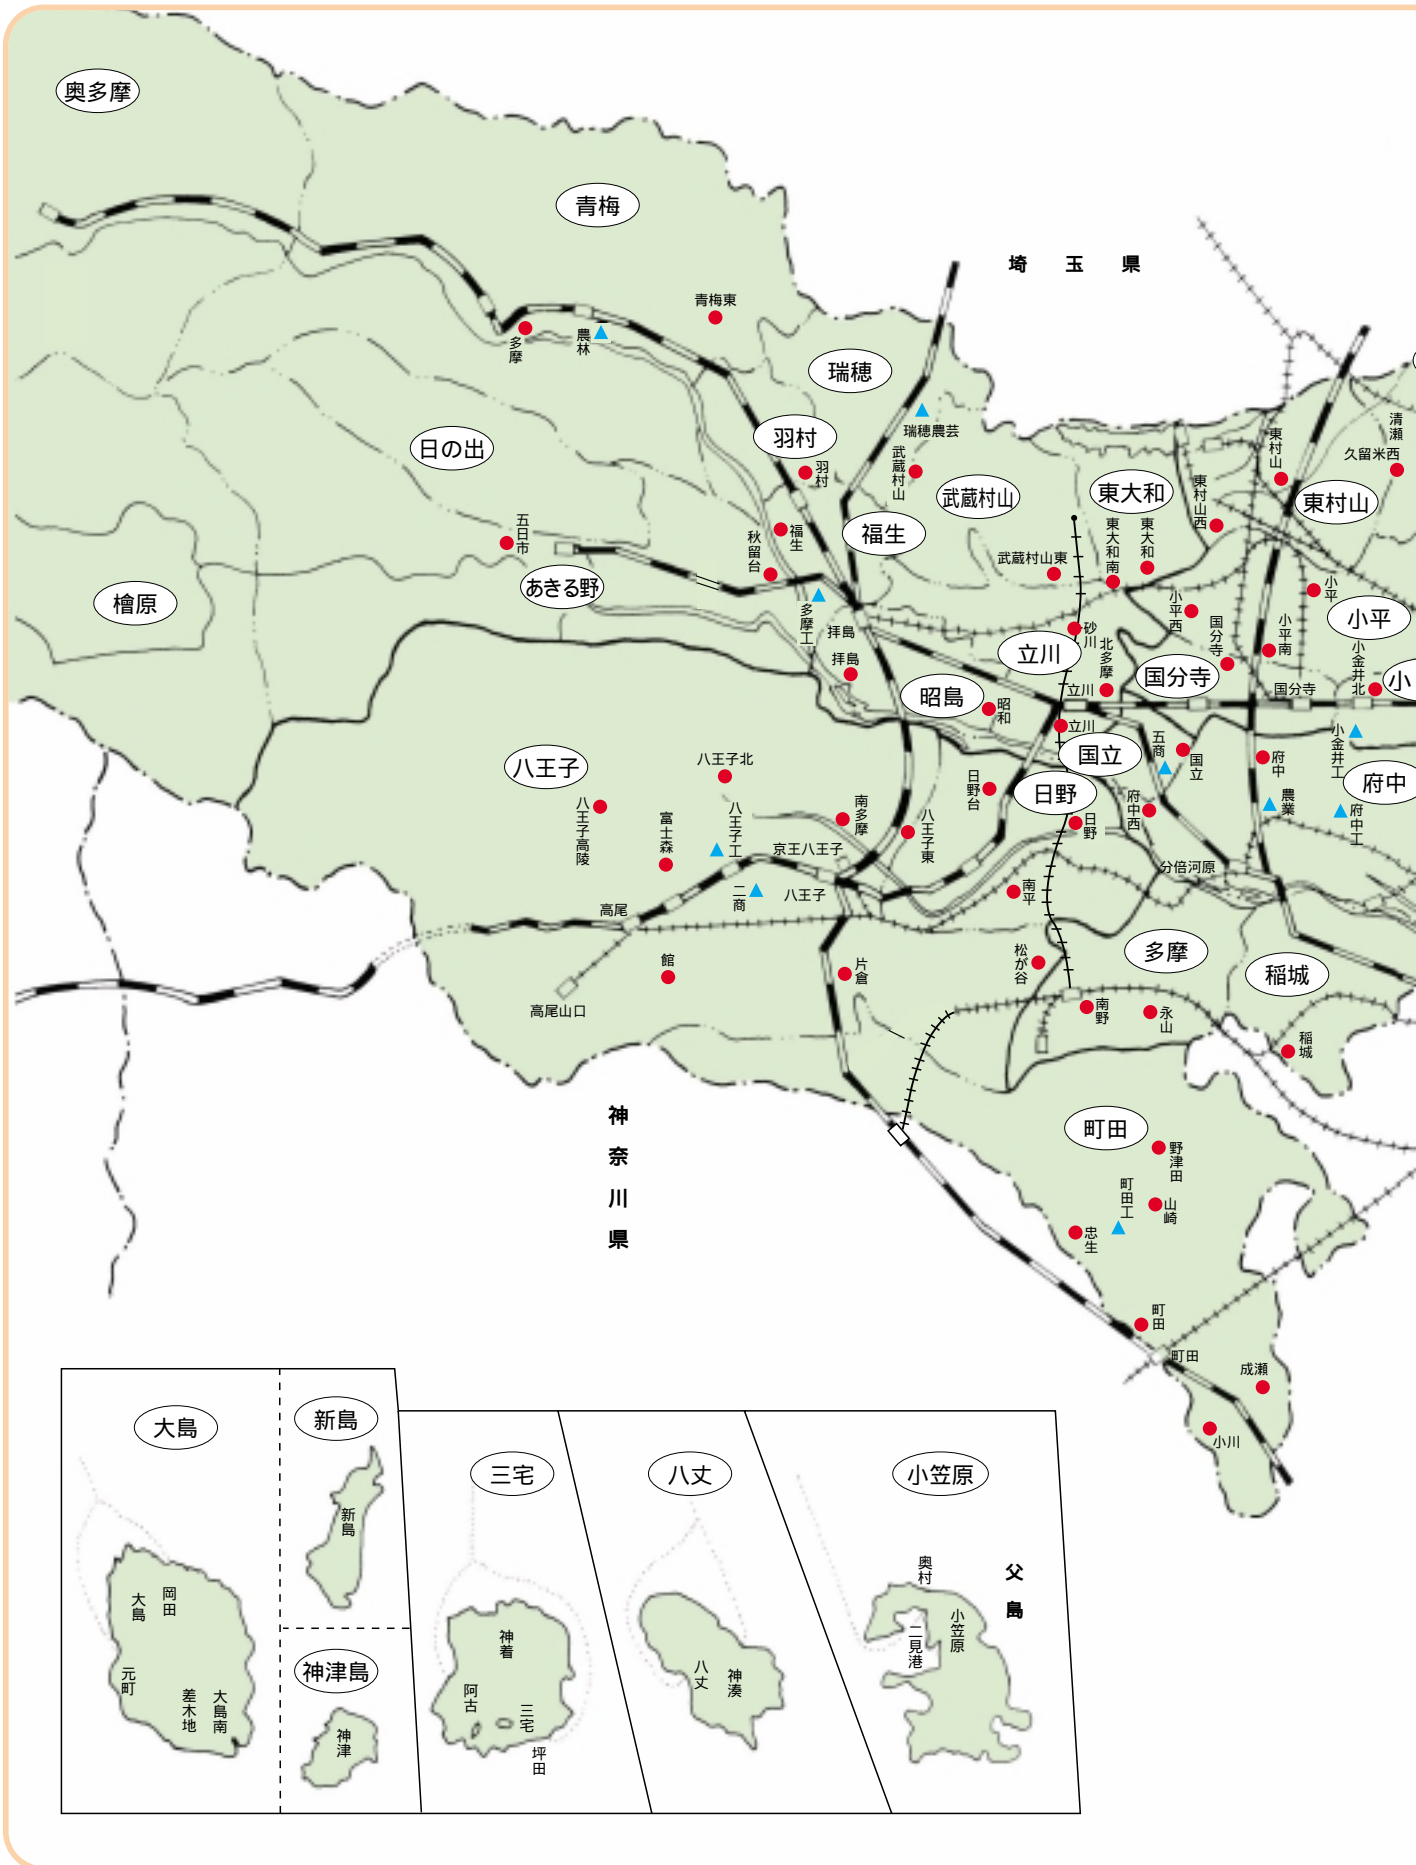 奥多摩
青梅
埼玉県
青梅東
多摩
農林
瑞穂
瑞穂農芸
羽村
羽村
日の出
武蔵村山
武蔵村山
東大和
東村山
清瀬
久留米西
東村山
東村山西
五日市
秋留台
福生
福生
武蔵村山東
東大和南
東大和
あきる野
檜原
多摩工
拝島
拝島
小平西
国分寺
小平南
小平
小平
砂川
立川
北多摩
国分寺
小金井北
小
昭島
昭和
立川
国分寺
立川
国立
五商
国立
府中
小金井工
府中
八王子
八王子北
八王子高陵
富士森
八王子工
南多摩
八王子東
日野台
日野
日野
府中西
農業
府中工
京王八王子
二商
八王子
分倍河原
南平
高尾
館
高尾山口
片倉
松が谷
多摩
稲城
南野
永山
稲城
神奈川県
町田
野津田
町田工
山崎
忠生
町田
町田
成瀬
小川
大島
新島
三宅
八丈
小笠原
新島
大島
岡田
元町
差木地
大島南
神津島
神津
神着
阿古
三宅
坪田
八丈
神湊
奥村
父島
小笠原
二見港